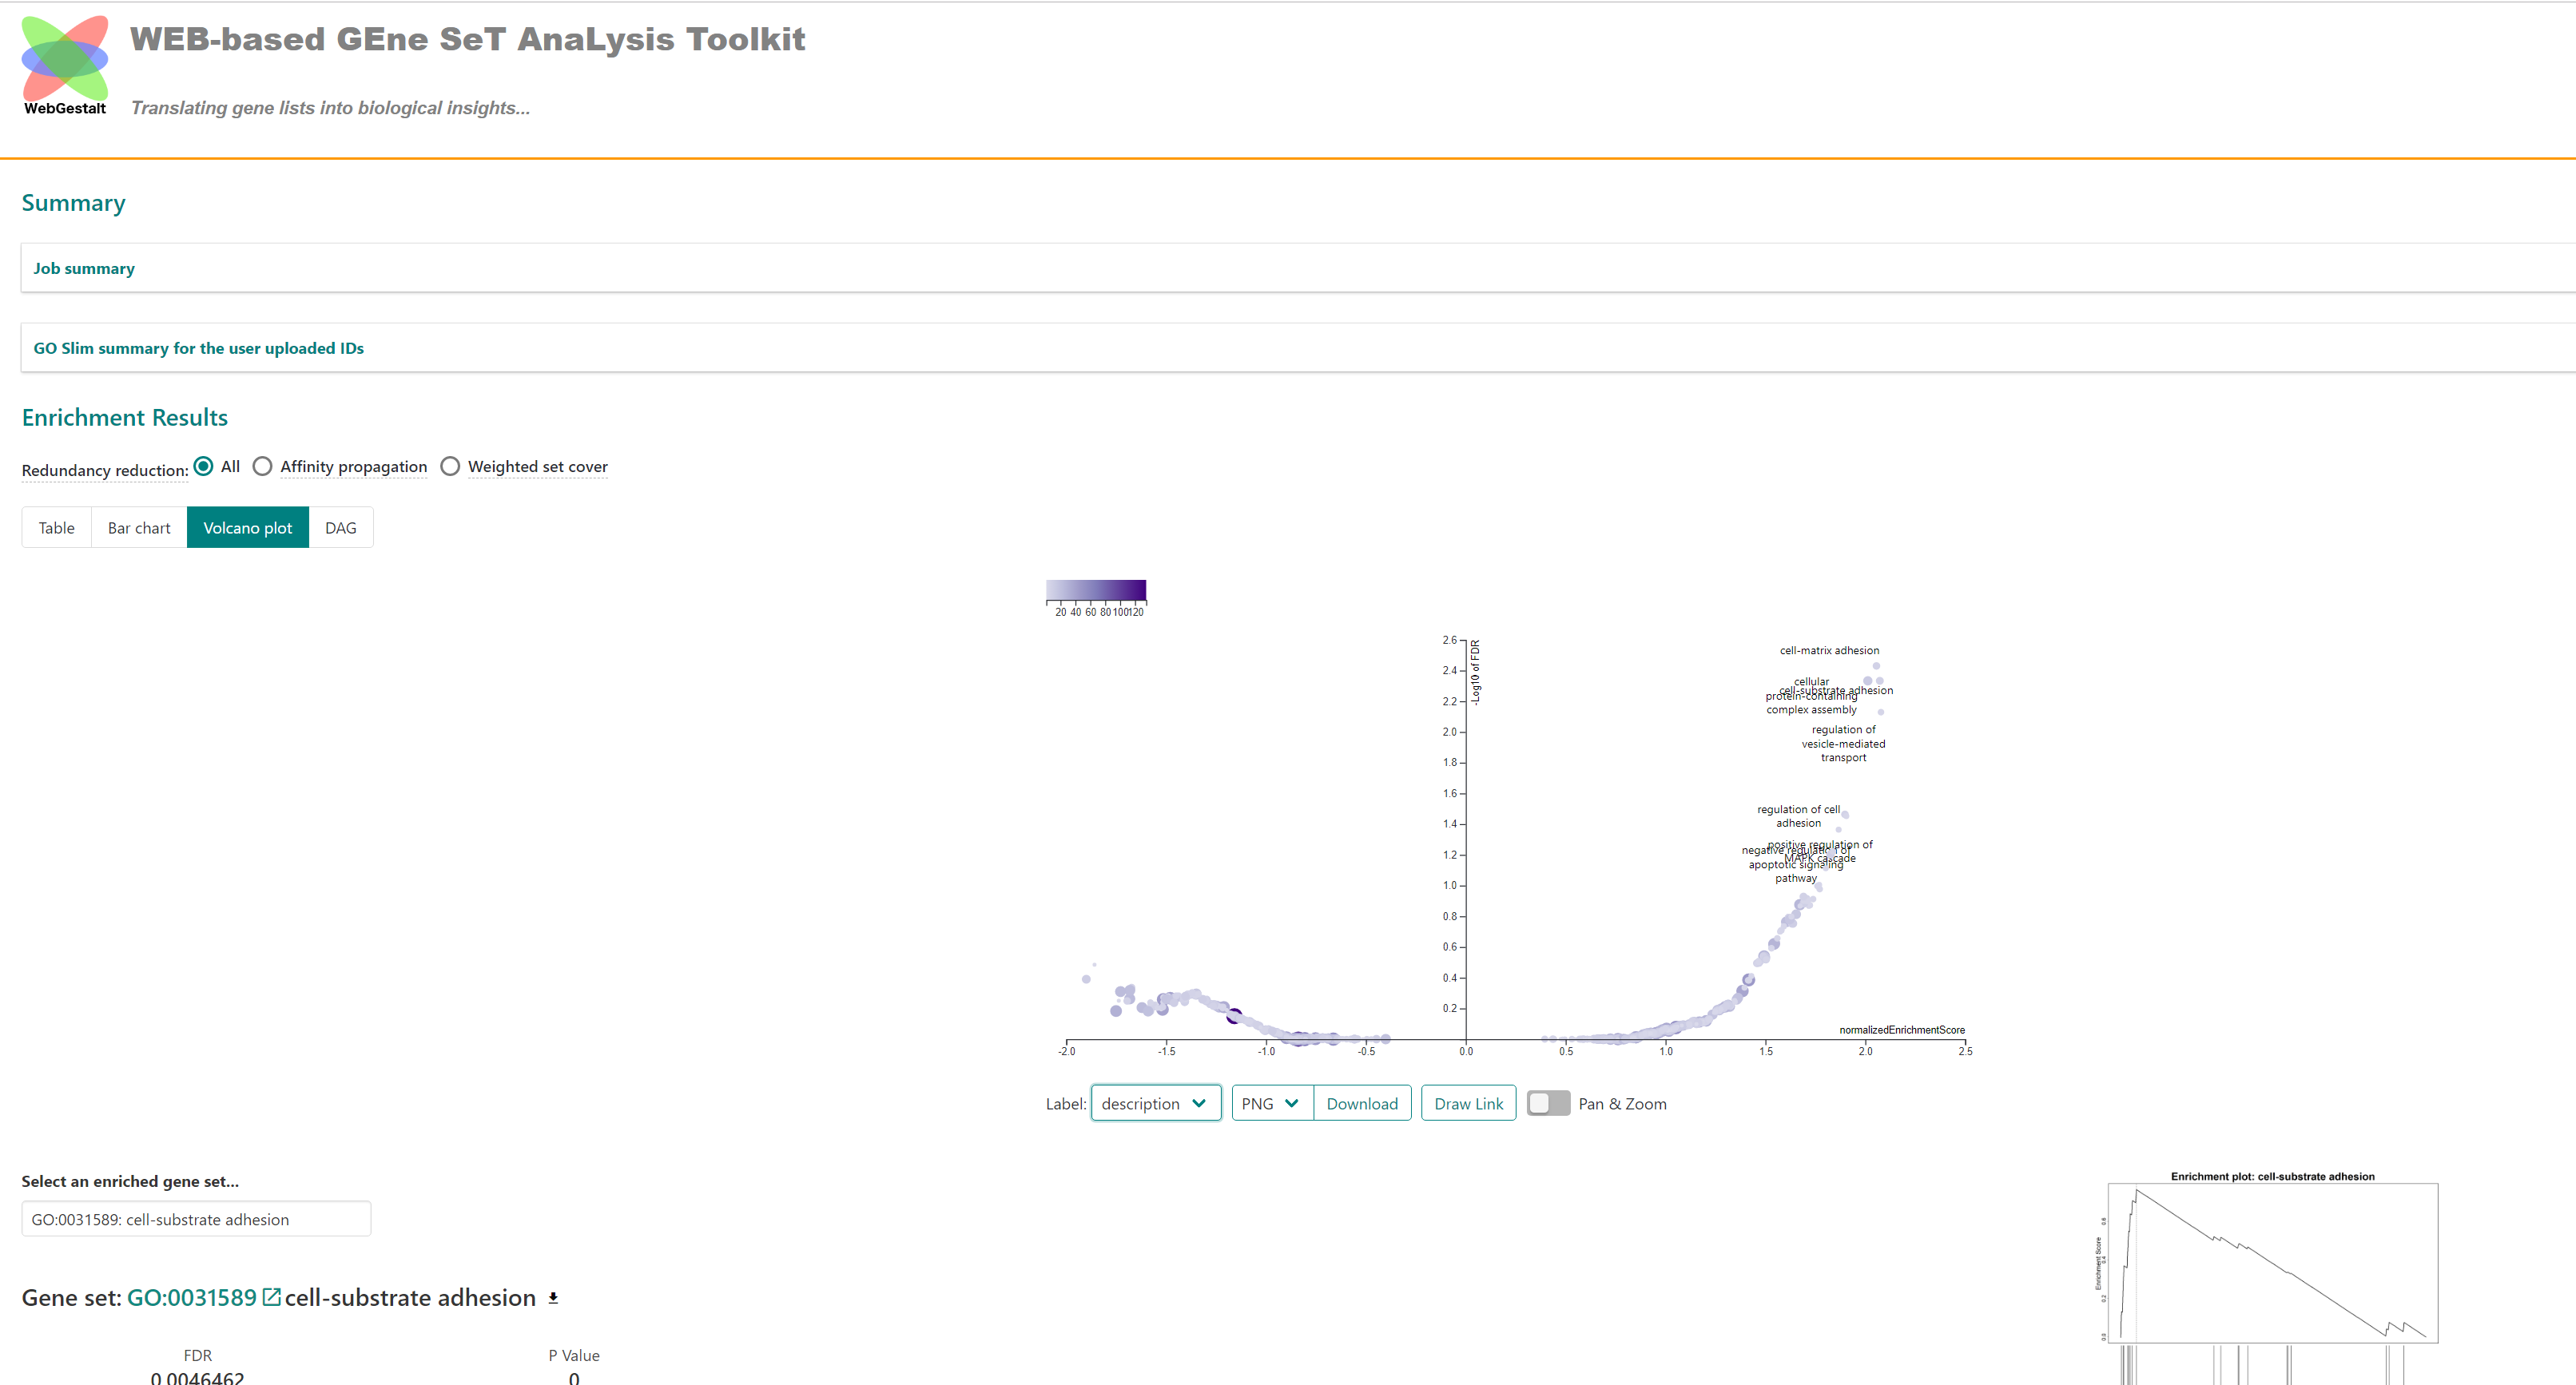 WEB-based GEne SeT AnaLysis Toolkit
WebGestalt
Translating gene lists into biological insights...
Summary
Job summary
GO Slim summary for the user uploaded IDs
Enrichment Results
Redundancy reduction: All Affinity propagation Weighted set cover
Table Bar chart Volcano plot DAG
20 40 60 80 100 120
2.6
2.4
2.2
2.0
1.8
1.6
1.4
1.2
1.0
0.8
0.6
0.4
0.2
-Log10 of FDR
cell-matrix adhesion
cellular
protein-containing
complex assembly
cell-substrate adhesion
regulation of
vesicle-mediated
transport
regulation of cell
adhesion
positive regulation of
MAPK cascade
negative regulation of
apoptotic signaling
pathway
normalizedEnrichmentScore
-2.0 -1.5 -1.0 -0.5 0.0 0.5 1.0 1.5 2.0 2.5
Label: description PNG Download Draw Link Pan & Zoom
Select an enriched gene set...
GO:0031589: cell-substrate adhesion
Gene set: GO:0031589 cell-substrate adhesion
FDR P Value
0.0046462 0
Enrichment plot: cell-substrate adhesion
Enrichment Score
0.4
0.2
0.0